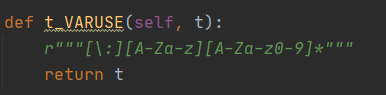 def t_VARUSE(self, t):
    r"""[\:][A-Za-z][A-Za-z0-9]*"""
    return t